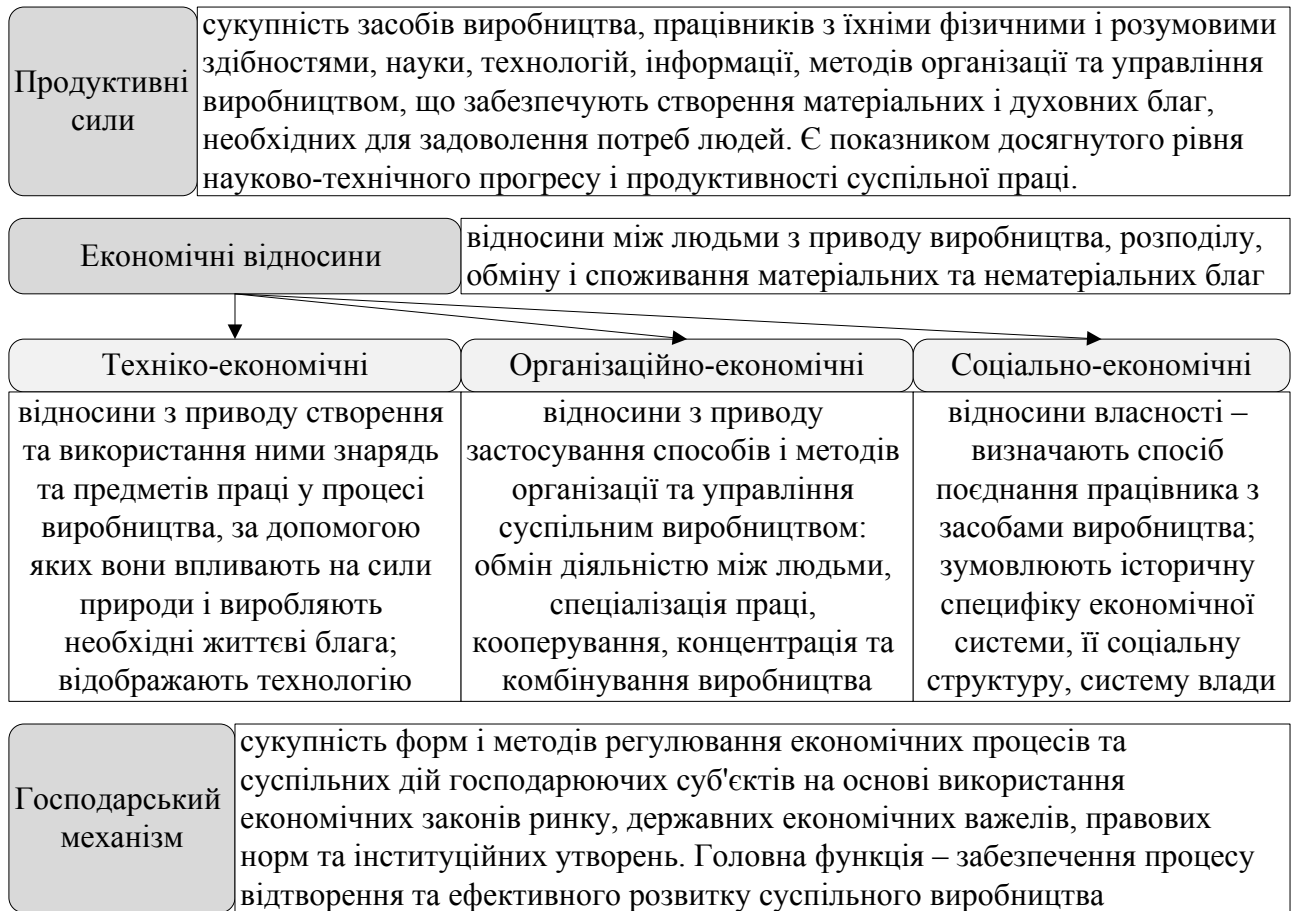 Продуктивні
сили
сукупність засобів виробництва, працівників з їхніми фізичними і розумовими
здібностями, науки, технологій, інформації, методів організації та управління
виробництвом, що забезпечують створення матеріальних і духовних благ,
необхідних для задоволення потреб людей. Є показником досягнутого рівня
науково-технічного прогресу і продуктивності суспільної праці.
Економічні відносини
відносини між людьми з приводу виробництва, розподілу,
обміну і споживання матеріальних та нематеріальних благ
Техніко-економічні
відносини з приводу створення
та використання ними знарядь
та предметів праці у процесі
виробництва, за допомогою
яких вони впливають на сили
природи і виробляють
необхідні життєві блага;
відображають технологію
Організаційно-економічні
відносини з приводу
застосування способів і методів
організації та управління
суспільним виробництвом:
обмін діяльністю між людьми,
спеціалізація праці,
кооперування, концентрація та
комбінування виробництва
Соціально-економічні
відносини власності –
визначають спосіб
поєднання працівника з
засобами виробництва;
зумовлюють історичну
специфіку економічної
системи, її соціальну
структуру, систему влади
Господарський
механізм
сукупність форм і методів регулювання економічних процесів та
суспільних дій господарюючих суб'єктів на основі використання
економічних законів ринку, державних економічних важелів, правових
норм та інституційних утворень. Головна функція – забезпечення процесу
відтворення та ефективного розвитку суспільного виробництва